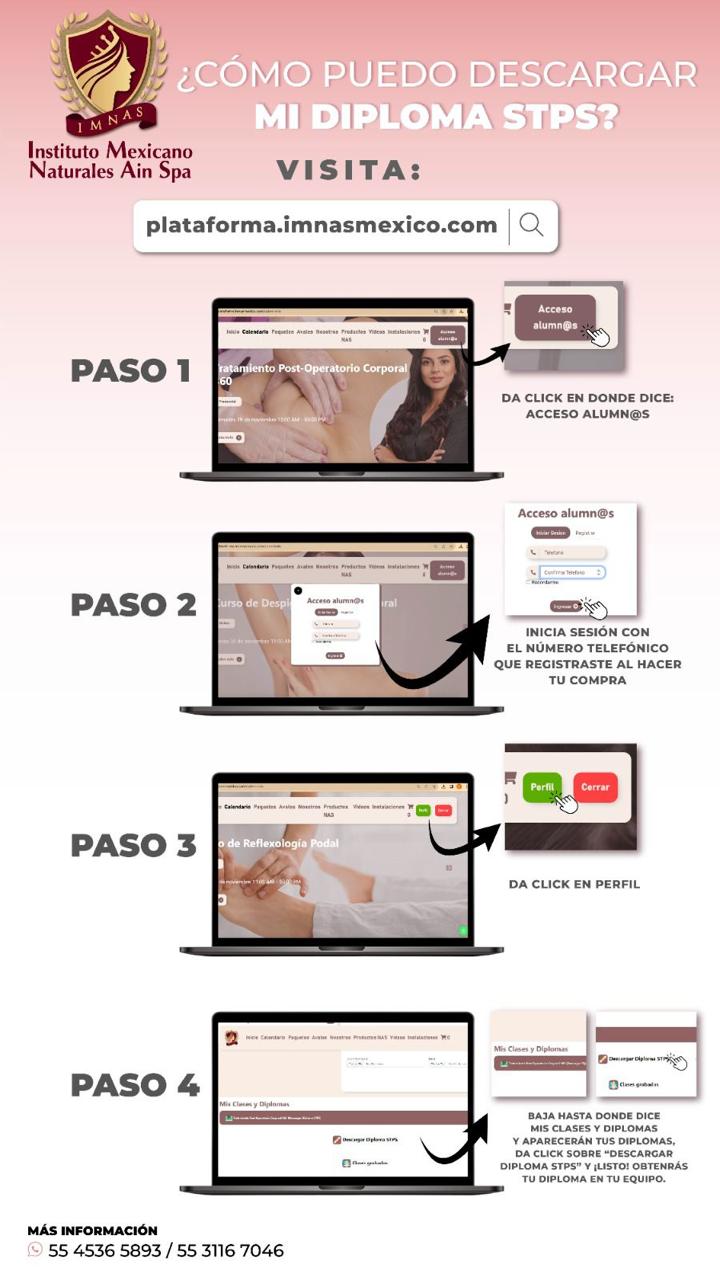 ¿CÓMO PUEDO DESCARGAR
MI DIPLOMA STPS?
IMNAS
Instituto Mexicano
Naturales Ain Spa
VISITA:
plataforma.imnasmexico.com
PASO 1
Inicio Calendario Paquetes Avales Nosotros Productos NAS Videos Instalaciones 0
Acceso alumn@s
Tratamiento Post-Operatorio Corporal
360
Acceso
alumn@s
DA CLICK EN DONDE DICE:
ACCESO ALUMN@S
PASO 2
Inicio Calendario Paquetes Avales Nosotros Productos NAS Videos Instalaciones 0
Acceso alumn@s
Curso de
Acceso alumn@s
Acceso alumn@s
Iniciar Sesion Registrar
Telefono
Confirma Telefono
Recordarme
Ingresar
INICIA SESIÓN CON
EL NÚMERO TELEFÓNICO
QUE REGISTRASTE AL HACER
TU COMPRA
PASO 3
Calendario Paquetes Avales Nosotros Productos NAS Videos Instalaciones 0
Perfil Cerrar
o de Reflexología Podal
Perfil
Cerrar
DA CLICK EN PERFIL
PASO 4
Inicio Calendario Paquetes Avales Nosotros Productos NAS Videos Instalaciones 0
Mis Clases y Diplomas
Descargar Diploma STPS
Clases grabadas
Mis Clases y Diplomas
Descargar Diploma STPS
Clases grabadas
BAJA HASTA DONDE DICE
MIS CLASES Y DIPLOMAS
Y APARECERÁN TUS DIPLOMAS,
DA CLICK SOBRE “DESCARGAR
DIPLOMA STPS” Y ¡LISTO! OBTENRÁS
TU DIPLOMA EN TU EQUIPO.
MÁS INFORMACIÓN
55 4536 5893 / 55 3116 7046